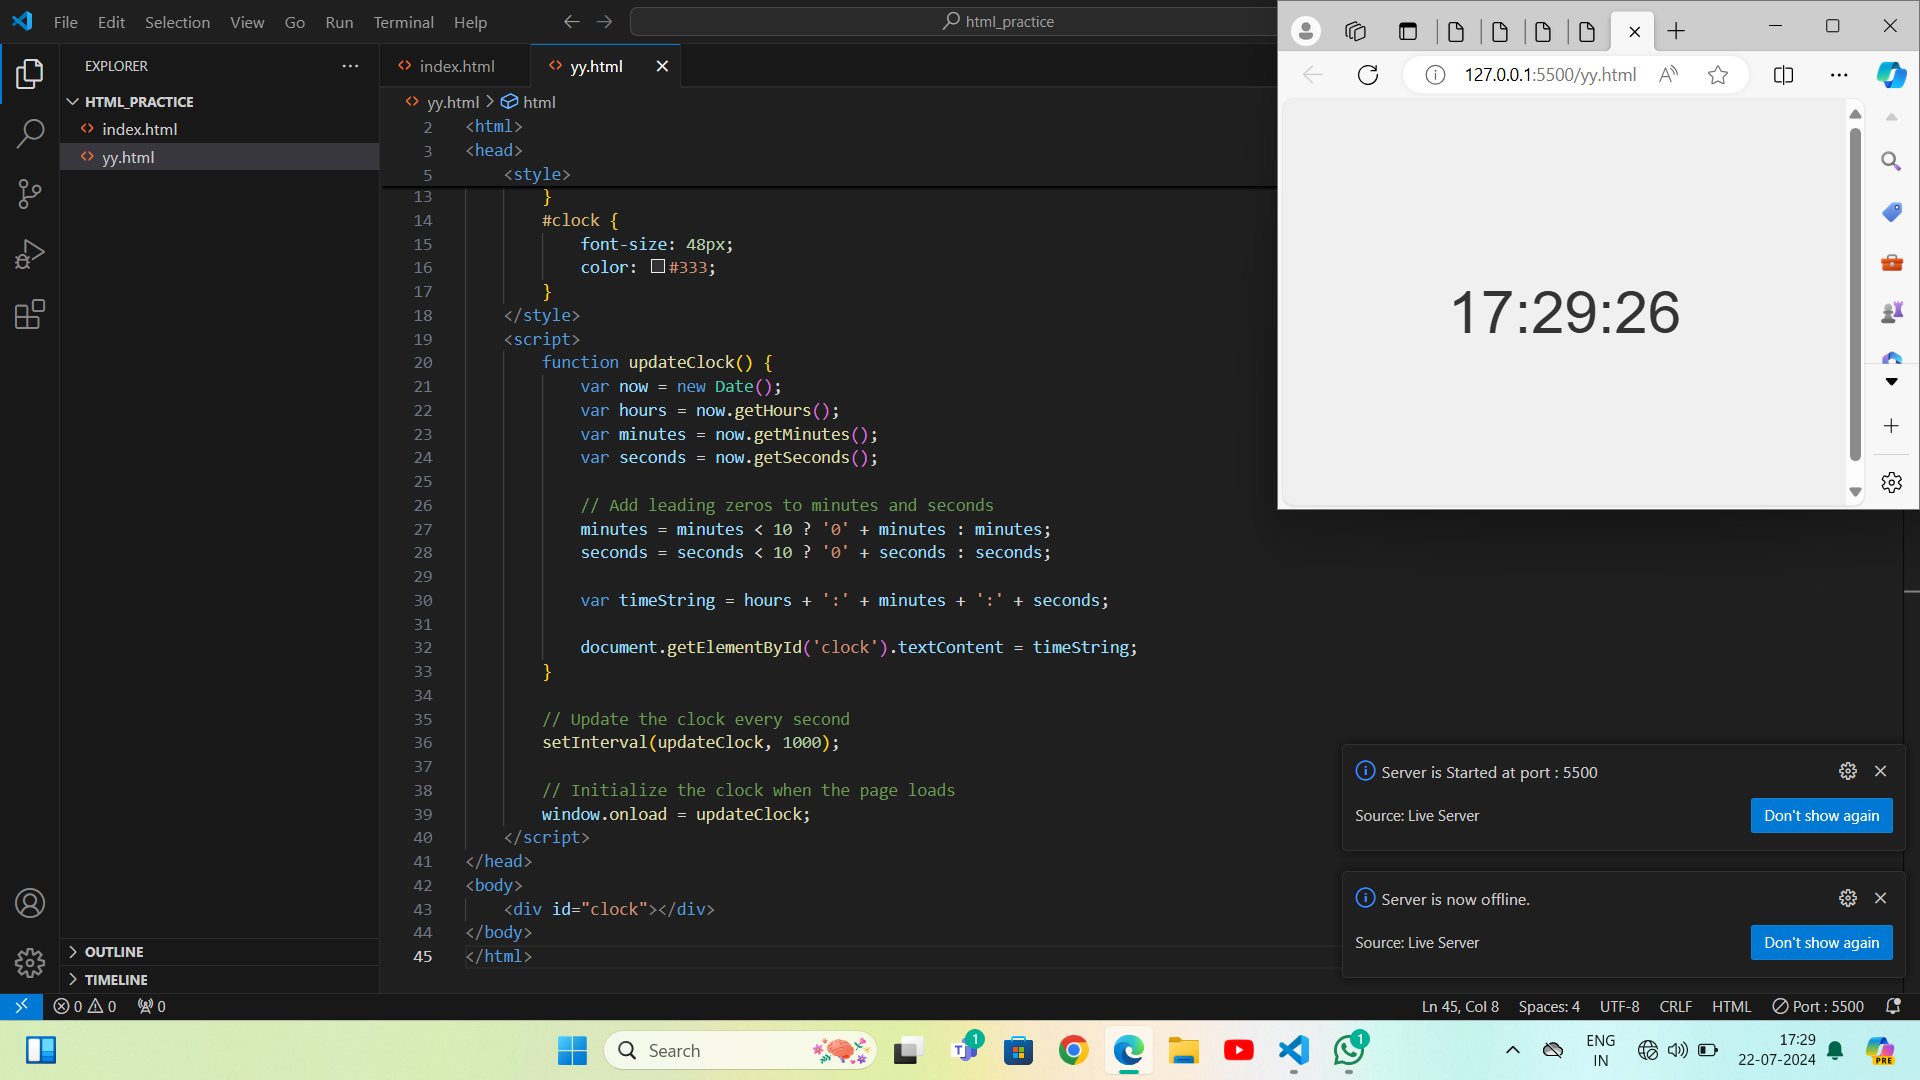 File Edit Selection View Go Run Terminal Help
html_practice
EXPLORER
HTML_PRACTICE
index.html
yy.html
OUTLINE
TIMELINE
index.html
yy.html
yy.html > html
2 <html>
3 <head>
5 <style>
13 }
14 #clock {
15 font-size: 48px;
16 color: #333;
17 }
18 </style>
19 <script>
20 function updateClock() {
21 var now = new Date();
22 var hours = now.getHours();
23 var minutes = now.getMinutes();
24 var seconds = now.getSeconds();
25
26 // Add leading zeros to minutes and seconds
27 minutes = minutes < 10 ? '0' + minutes : minutes;
28 seconds = seconds < 10 ? '0' + seconds : seconds;
29
30 var timeString = hours + ':' + minutes + ':' + seconds;
31
32 document.getElementById('clock').textContent = timeString;
33 }
34
35 // Update the clock every second
36 setInterval(updateClock, 1000);
37
38 // Initialize the clock when the page loads
39 window.onload = updateClock;
40 </script>
41 </head>
42 <body>
43 <div id="clock"></div>
44 </body>
45 </html>
127.0.0.1:5500/yy.html
17:29:26
Server is Started at port : 5500
Source: Live Server
Don't show again
Server is now offline.
Source: Live Server
Don't show again
0 0 0
Ln 45, Col 8 Spaces: 4 UTF-8 CRLF HTML Port : 5500
Search
1
1
ENG
IN
17:29
22-07-2024
PRE